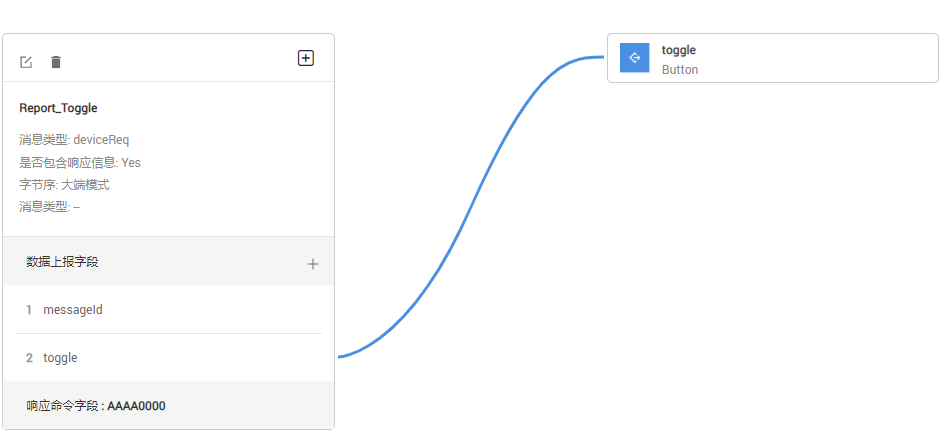 Report_Toggle
消息类型: deviceReq
是否包含响应信息: Yes
字节序: 大端模式
消息类型: –
数据上报字段
1 messageId
2 toggle
响应命令字段 : AAAA0000
toggle
Button